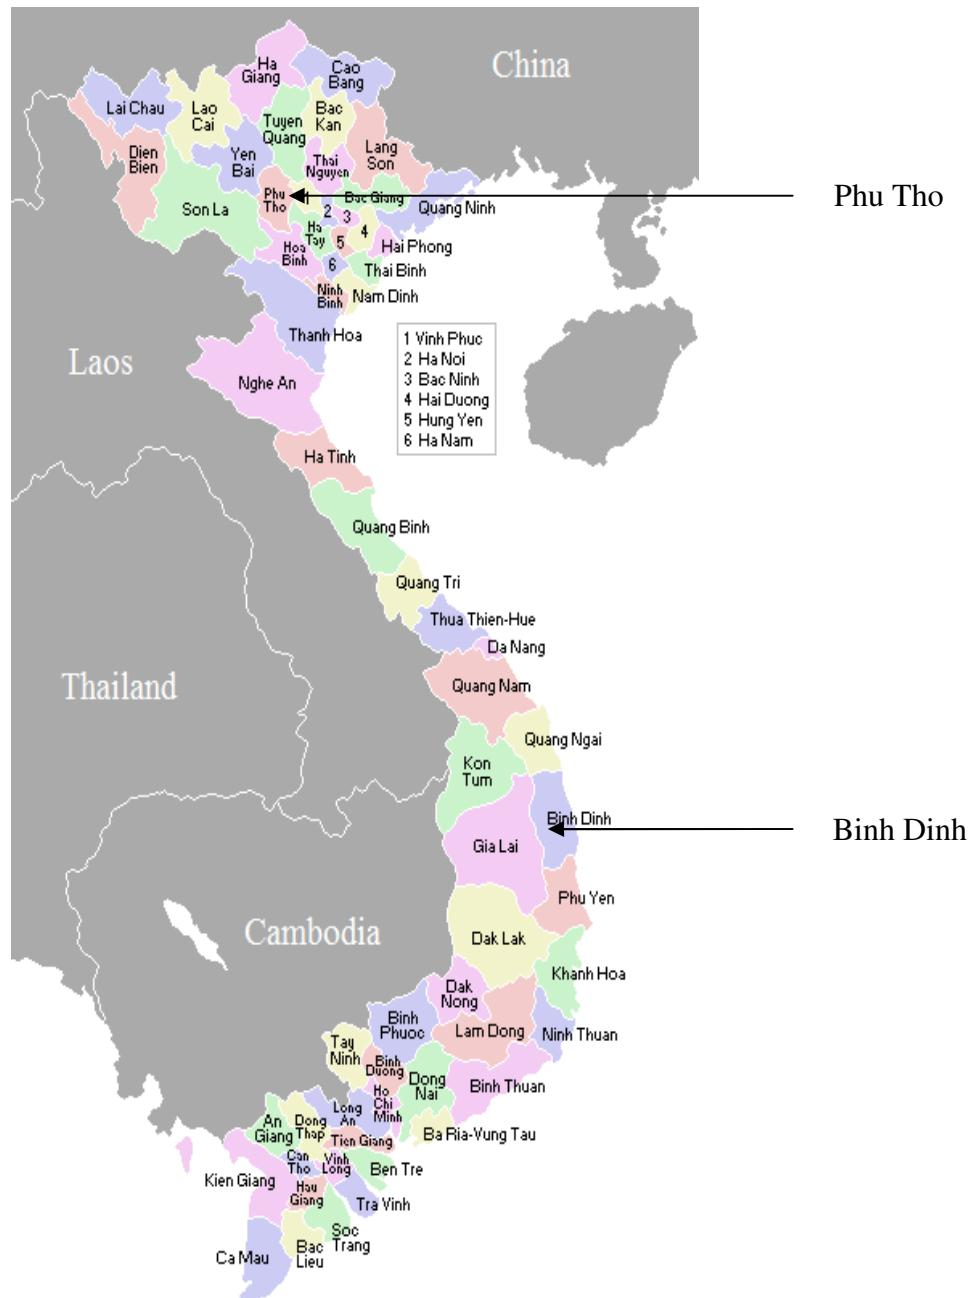 China
Ha
Giang
Cao
Bang
Lai Chau
Lao
Cai
Tuyen
Quang
Bac
Kan
Dien
Bien
Yen
Bai
Thai
Nguyen
Lang
Son
Son La
Phu
Tho
1
Bac Giang
Quang Ninh
Phu Tho
2
3
4
Ha
Tay
5
Hai Phong
Hoa
Binh
6
Thai Binh
Ninh
Binh
Nam Dinh
Thanh Hoa
1 Vinh Phuc
2 Ha Noi
3 Bac Ninh
4 Hai Duong
5 Hung Yen
6 Ha Nam
Laos
Nghe An
Ha Tinh
Quang Binh
Quang Tri
Thua Thien-Hue
Da Nang
Thailand
Quang Nam
Quang Ngai
Kon
Tum
Binh Dinh
Binh Dinh
Gia Lai
Phu Yen
Cambodia
Dak Lak
Khanh Hoa
Dak
Nong
Binh
Phuoc
Lam Dong
Ninh Thuan
Tay
Ninh
Binh
Duong
Dong
Nai
Binh Thuan
Ho
Chi
Minh
Long
An
An
Giang
Dong
Thap
Tien Giang
Ba Ria-Vung Tau
Can
Tho
Vinh
Long
Ben Tre
Kien Giang
Hau
Giang
Tra Vinh
Soc
Trang
Bac
Lieu
Ca Mau